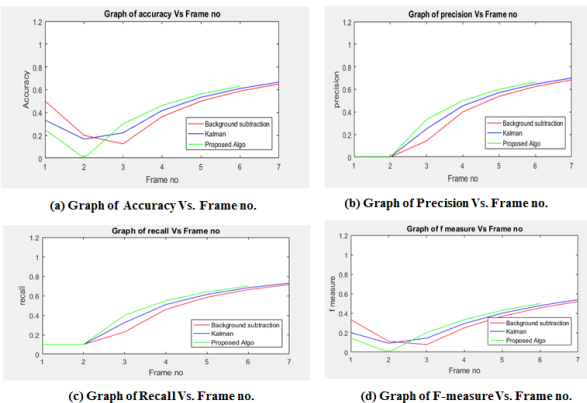 Graph of accuracy Vs Frame no
1.2
1
0.8
0.6
0.4
0.2
0
Accuracy
1 2 3 4 5 6 7
Frame no
Background subtraction
Kalman
Proposed Algo
(a) Graph of Accuracy Vs. Frame no.
Graph of precision Vs Frame no
1.2
1
0.8
0.6
0.4
0.2
0
precision
1 2 3 4 5 6 7
Frame no
Background subtraction
Kalman
Proposed Algo
(b) Graph of Precision Vs. Frame no.
Graph of recall Vs Frame no
1.2
1
0.8
0.6
0.4
0.2
0
recall
1 2 3 4 5 6 7
Frame no
Background subtraction
Kalman
Proposed Algo
(c) Graph of Recall Vs. Frame no.
Graph of f measure Vs Frame no
1.2
1
0.8
0.6
0.4
0.2
0
f measure
1 2 3 4 5 6 7
Frame no
Background subtraction
Kalman
Proposed Algo
(d) Graph of F-measure Vs. Frame no.